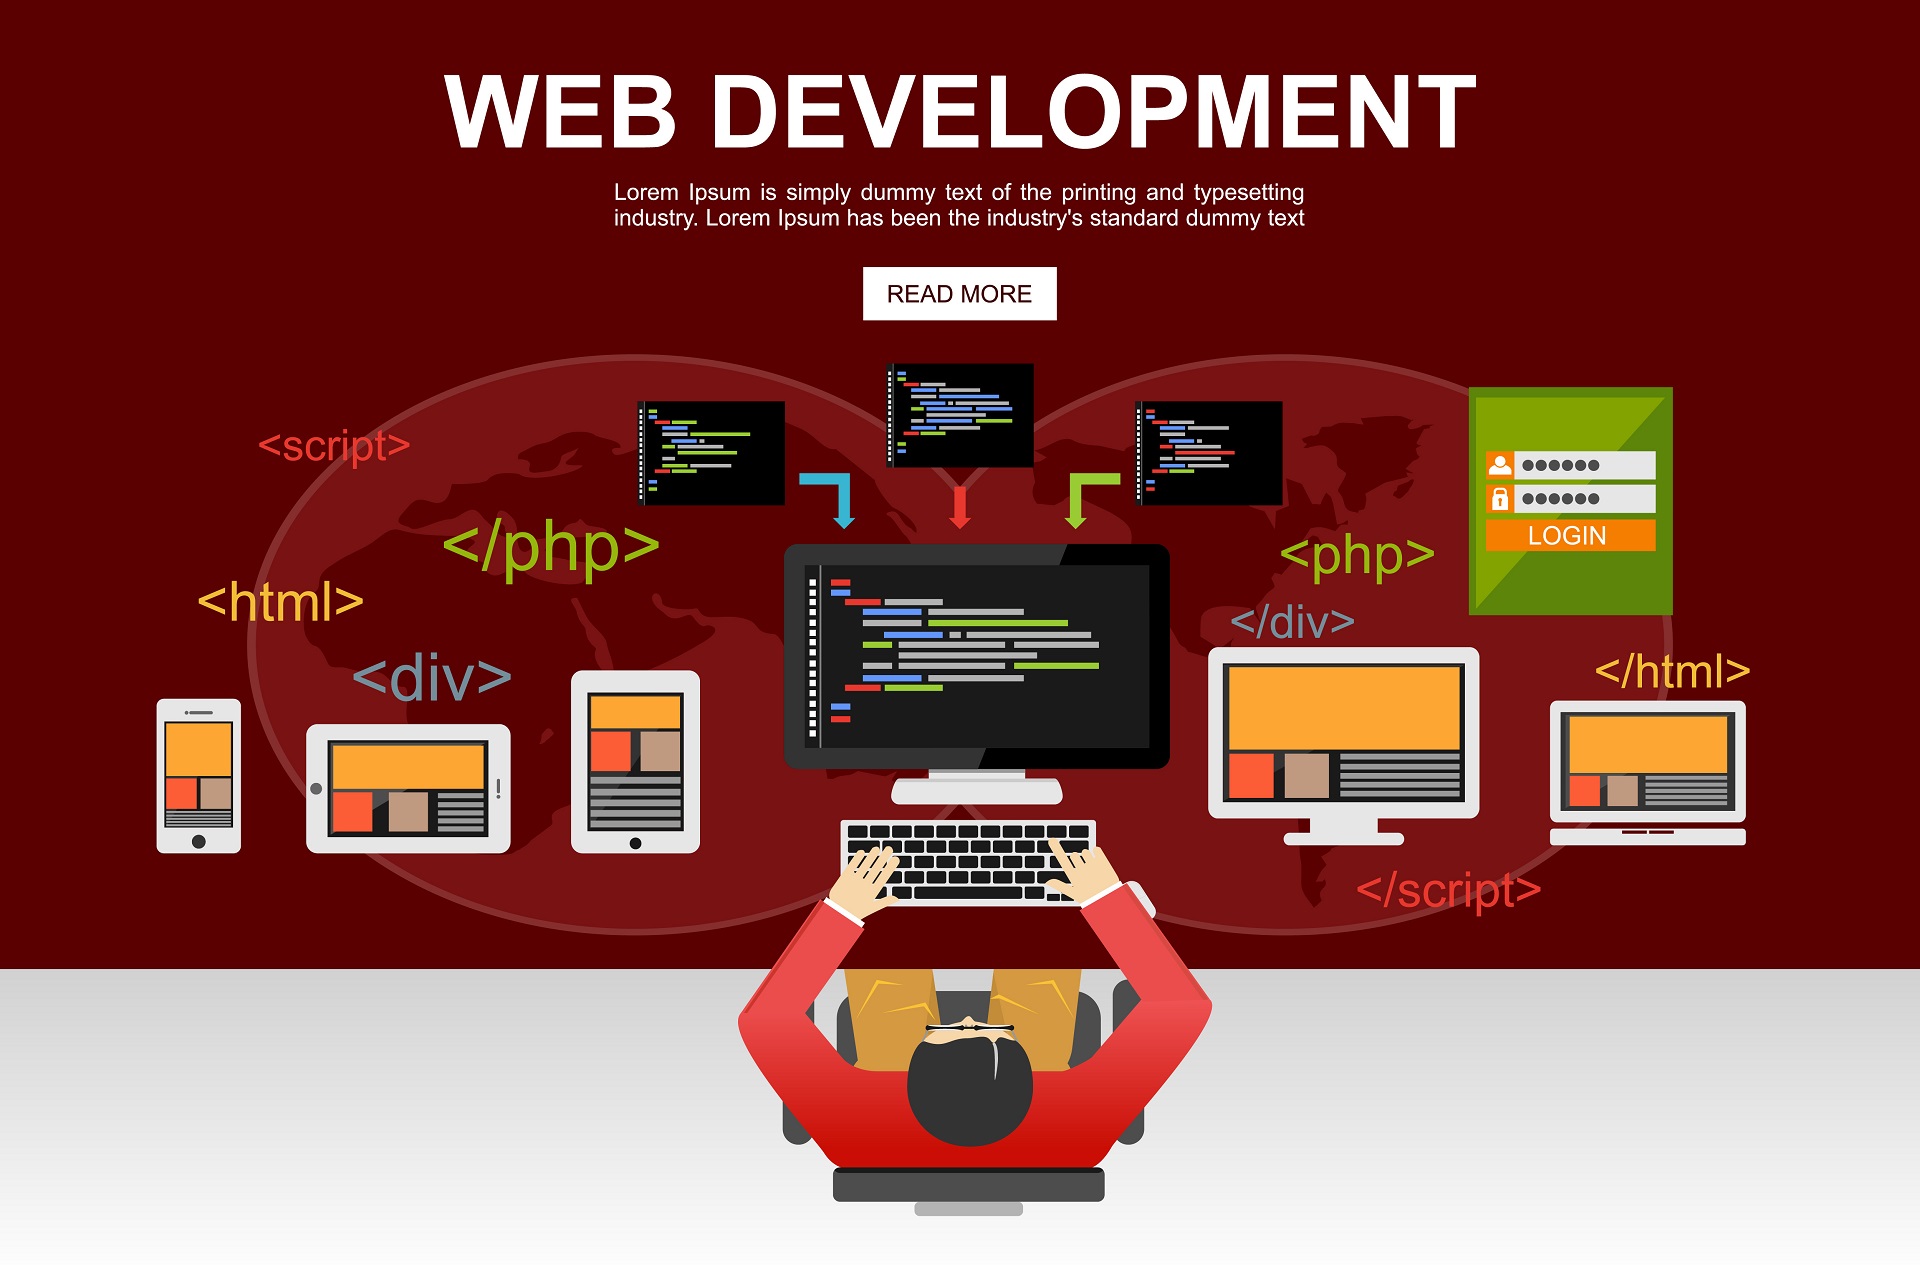 WEB DEVELOPMENT
Lorem Ipsum is simply dummy text of the printing and typesetting
industry. Lorem Ipsum has been the industry's standard dummy text
READ MORE
<script>
</php>
<html>
<div>
<php>
</div>
LOGIN
</html>
</script>